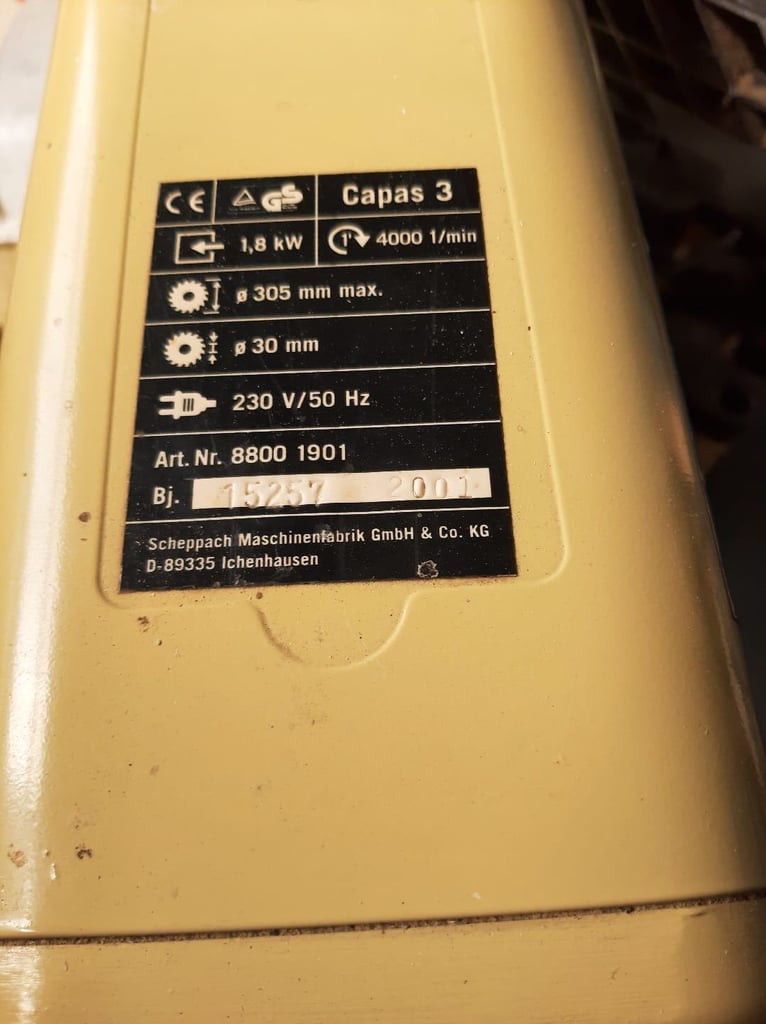 CE GS Capas 3
1,8 kW 1' 4000 1/min
ø 305 mm max.
ø 30 mm
230 V/50 Hz
Art. Nr. 8800 1901
Bj. 15257 2001
Scheppach Maschinenfabrik GmbH & Co. KG
D-89335 Ichenhausen